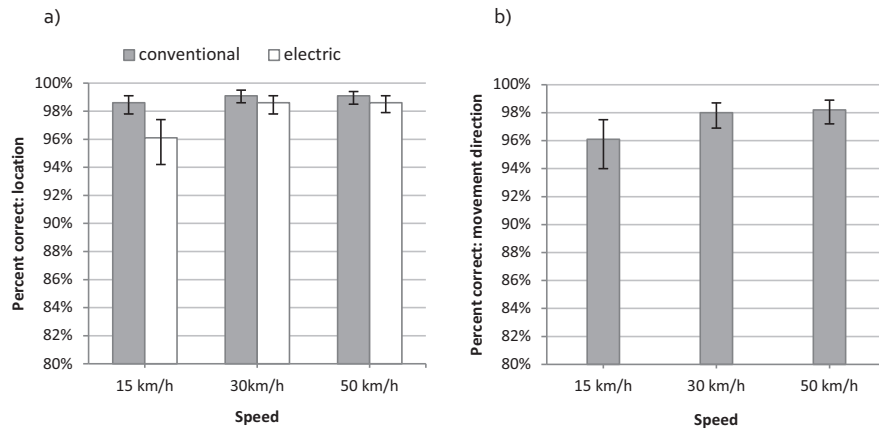 a)
conventional electric
Percent correct: location
100%
98%
96%
94%
92%
90%
88%
86%
84%
82%
80%
15 km/h 30km/h 50 km/h
Speed
b)
Percent correct: movement direction
100%
98%
96%
94%
92%
90%
88%
86%
84%
82%
80%
15 km/h 30 km/h 50 km/h
Speed